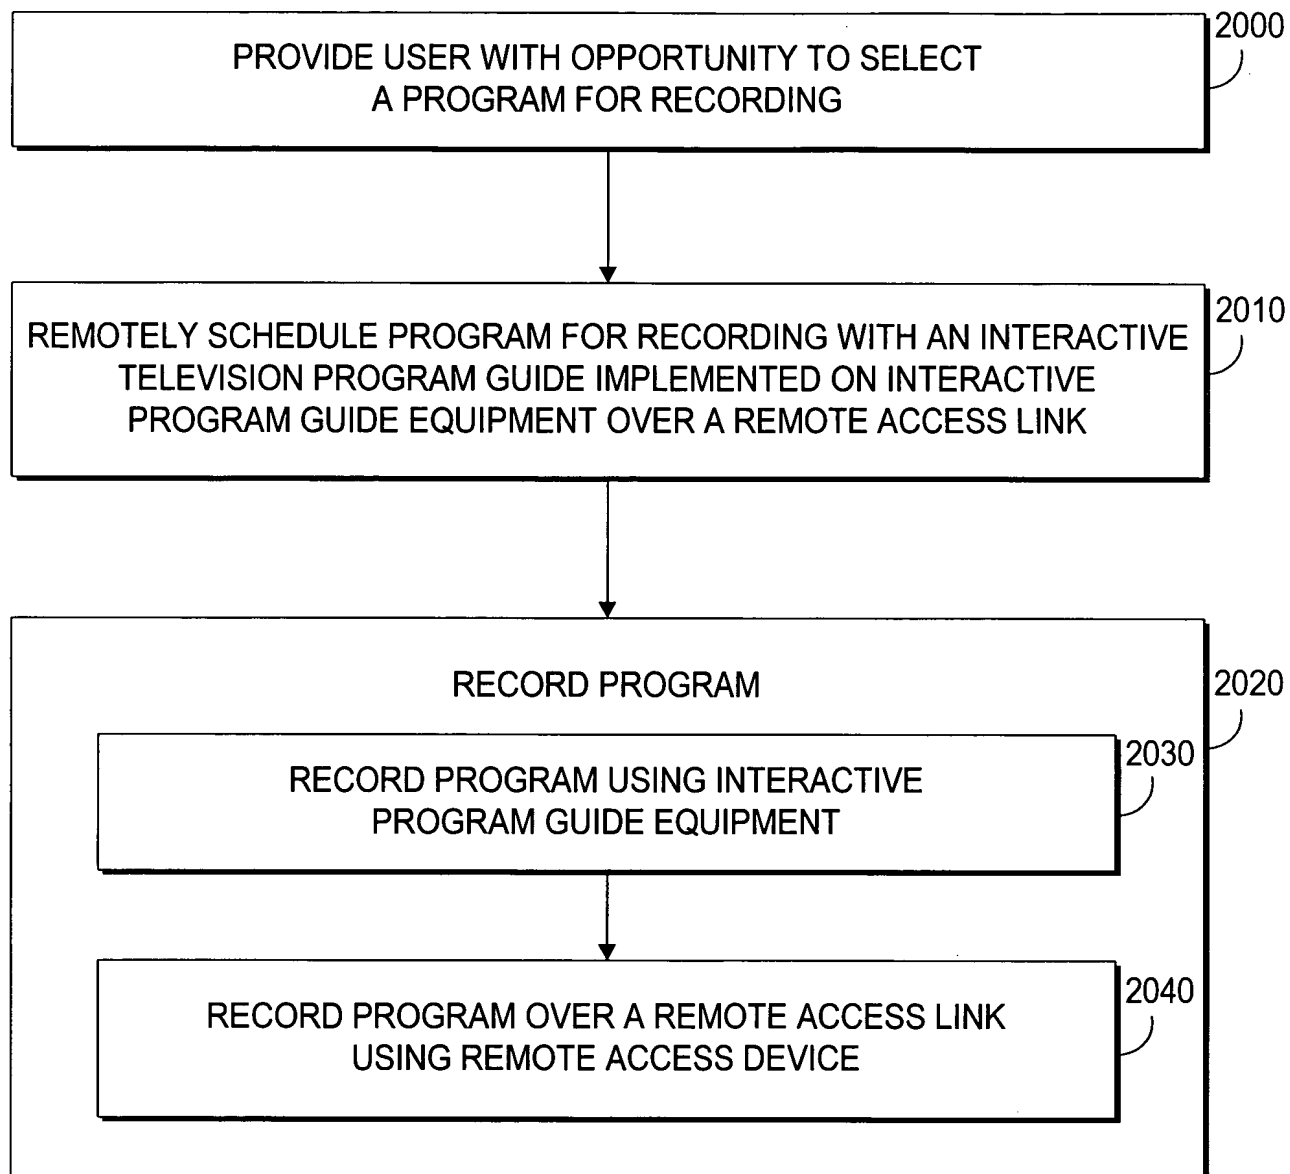 2000
PROVIDE USER WITH OPPORTUNITY TO SELECT
A PROGRAM FOR RECORDING
2010
REMOTELY SCHEDULE PROGRAM FOR RECORDING WITH AN INTERACTIVE
TELEVISION PROGRAM GUIDE IMPLEMENTED ON INTERACTIVE
PROGRAM GUIDE EQUIPMENT OVER A REMOTE ACCESS LINK
RECORD PROGRAM
2020
2030
RECORD PROGRAM USING INTERACTIVE
PROGRAM GUIDE EQUIPMENT
2040
RECORD PROGRAM OVER A REMOTE ACCESS LINK
USING REMOTE ACCESS DEVICE